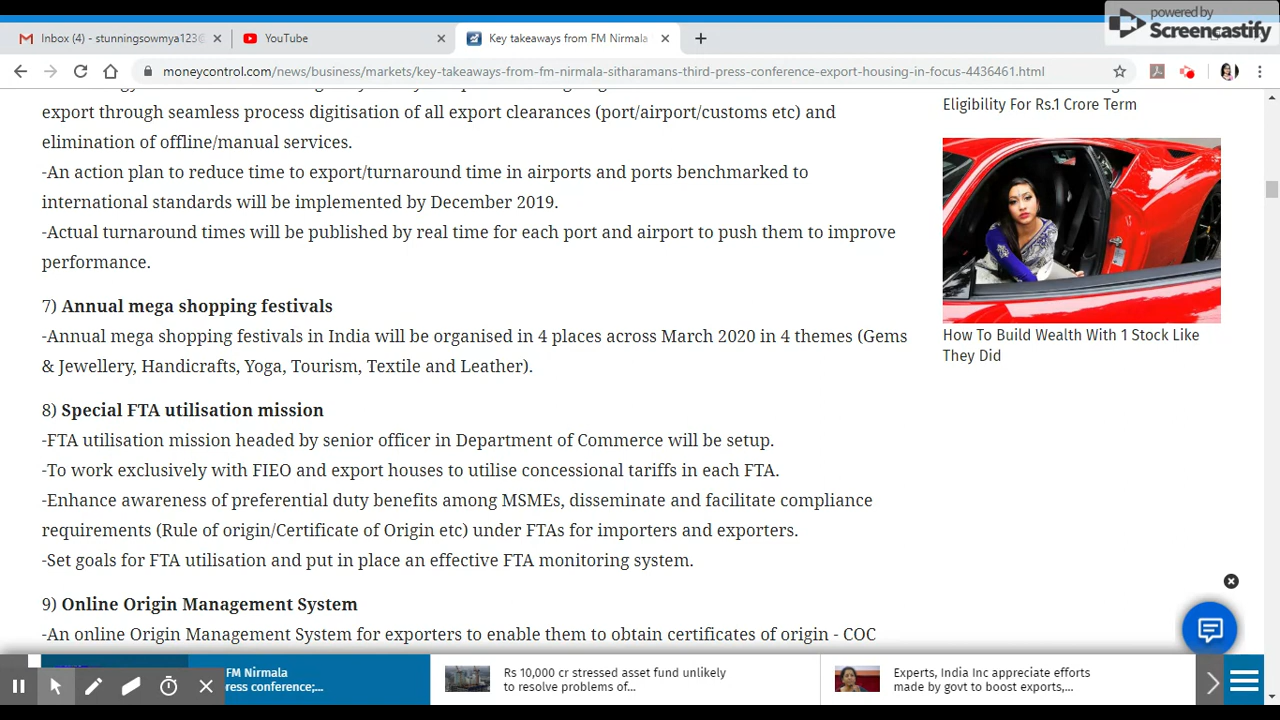 powered by
Screencastify
Inbox (4) - stunningsowmya123@
YouTube
Key takeaways from FM Nirmala
moneycontrol.com/news/business/markets/key-takeaways-from-fm-nirmala-sitharamans-third-press-conference-export-housing-in-focus-4436461.html
export through seamless process digitisation of all export clearances (port/airport/customs etc) and
elimination of offline/manual services.
-An action plan to reduce time to export/turnaround time in airports and ports benchmarked to
international standards will be implemented by December 2019.
-Actual turnaround times will be published by real time for each port and airport to push them to improve
performance.
7) Annual mega shopping festivals
-Annual mega shopping festivals in India will be organised in 4 places across March 2020 in 4 themes (Gems
& Jewellery, Handicrafts, Yoga, Tourism, Textile and Leather).
8) Special FTA utilisation mission
-FTA utilisation mission headed by senior officer in Department of Commerce will be setup.
-To work exclusively with FIEO and export houses to utilise concessional tariffs in each FTA.
-Enhance awareness of preferential duty benefits among MSMEs, disseminate and facilitate compliance
requirements (Rule of origin/Certificate of Origin etc) under FTAs for importers and exporters.
-Set goals for FTA utilisation and put in place an effective FTA monitoring system.
9) Online Origin Management System
-An online Origin Management System for exporters to enable them to obtain certificates of origin - COC
Eligibility For Rs.1 Crore Term
How To Build Wealth With 1 Stock Like
They Did
FM Nirmala
press conference;...
Rs 10,000 cr stressed asset fund unlikely
to resolve problems of...
Experts, India Inc appreciate efforts
made by govt to boost exports,...